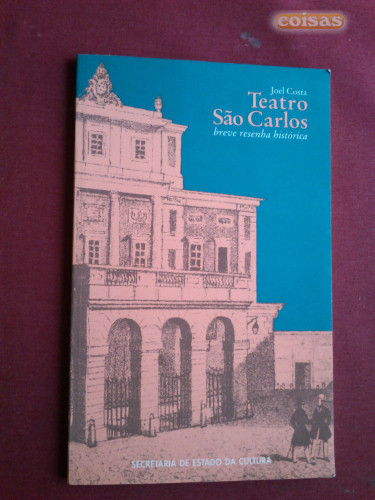 coisas
Joel Costa
Teatro
São Carlos
breve resenha histórica
SECRETARIA DE ESTADO DA CULTURA